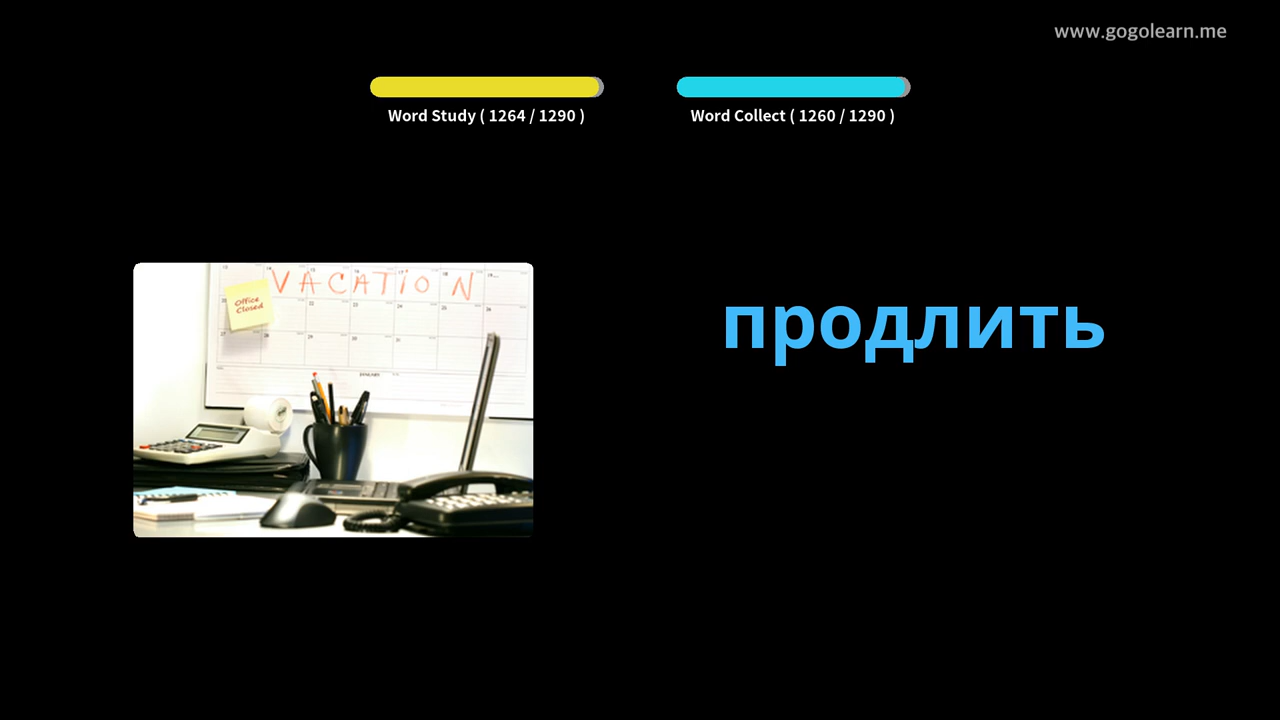 www.gogolearn.me
Word Study ( 1264 / 1290 )
Word Collect ( 1260 / 1290 )
VACATION
Office
Closed
продлить